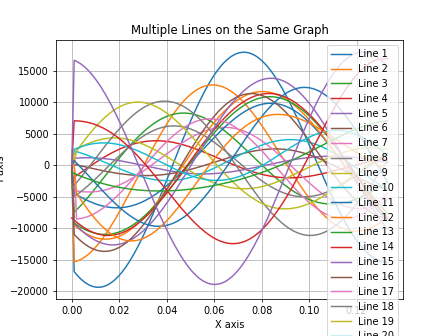 Multiple Lines on the Same Graph
15000
10000
5000
0
−5000
−10000
−15000
−20000
0.00
0.02
0.04
0.06
0.08
0.10
X axis
axis
Line 1
Line 2
Line 3
Line 4
Line 5
Line 6
Line 7
Line 8
Line 9
Line 10
Line 11
Line 12
Line 13
Line 14
Line 15
Line 16
Line 17
Line 18
Line 19
Line 20